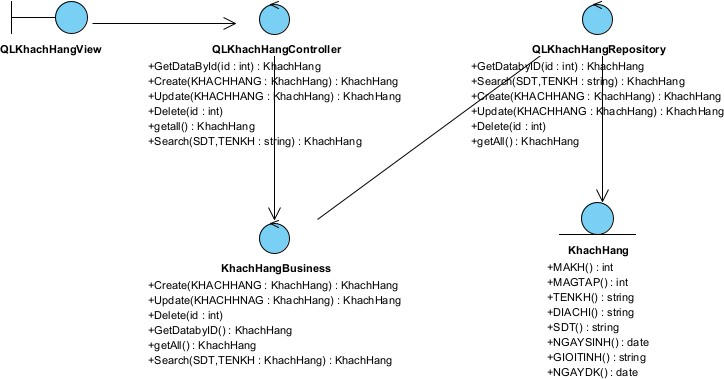 QLKhachHangView
QLKhachHangController
+GetDataById(id : int) : KhachHang
+Create(KHACHHANG : KhachHang) : KhachHang
+Update(KHACHHANG : KhachHang) : KhachHang
+Delete(id : int)
+getall() : KhachHang
+Search(SDT,TENKH : string) : KhachHang
QLKhachHangRepository
+GetDatabyID(id : int) : KhachHang
+Search(SDT,TENKH : string) : KhachHang
+Create(KHACHHANG : KhachHang) : KhachHang
+Update(KHACHHANG : KhachHang) : KhachHang
+Delete(id : int)
+getAll() : KhachHang
KhachHangBusiness
+Create(KHACHHANG : KhachHang) : KhachHang
+Update(KHACHHNAG : KhachHang) : KhachHang
+Delete(id : int)
+GetDatabyID() : KhachHang
+getAll() : KhachHang
+Search(SDT,TENKH : KhachHang) : KhachHang
KhachHang
+MAKH() : int
+MAGTAP() : int
+TENKH() : string
+DIACHI() : string
+SDT() : string
+NGAYSINH() : date
+GIOITINH() : string
+NGAYDK() : date